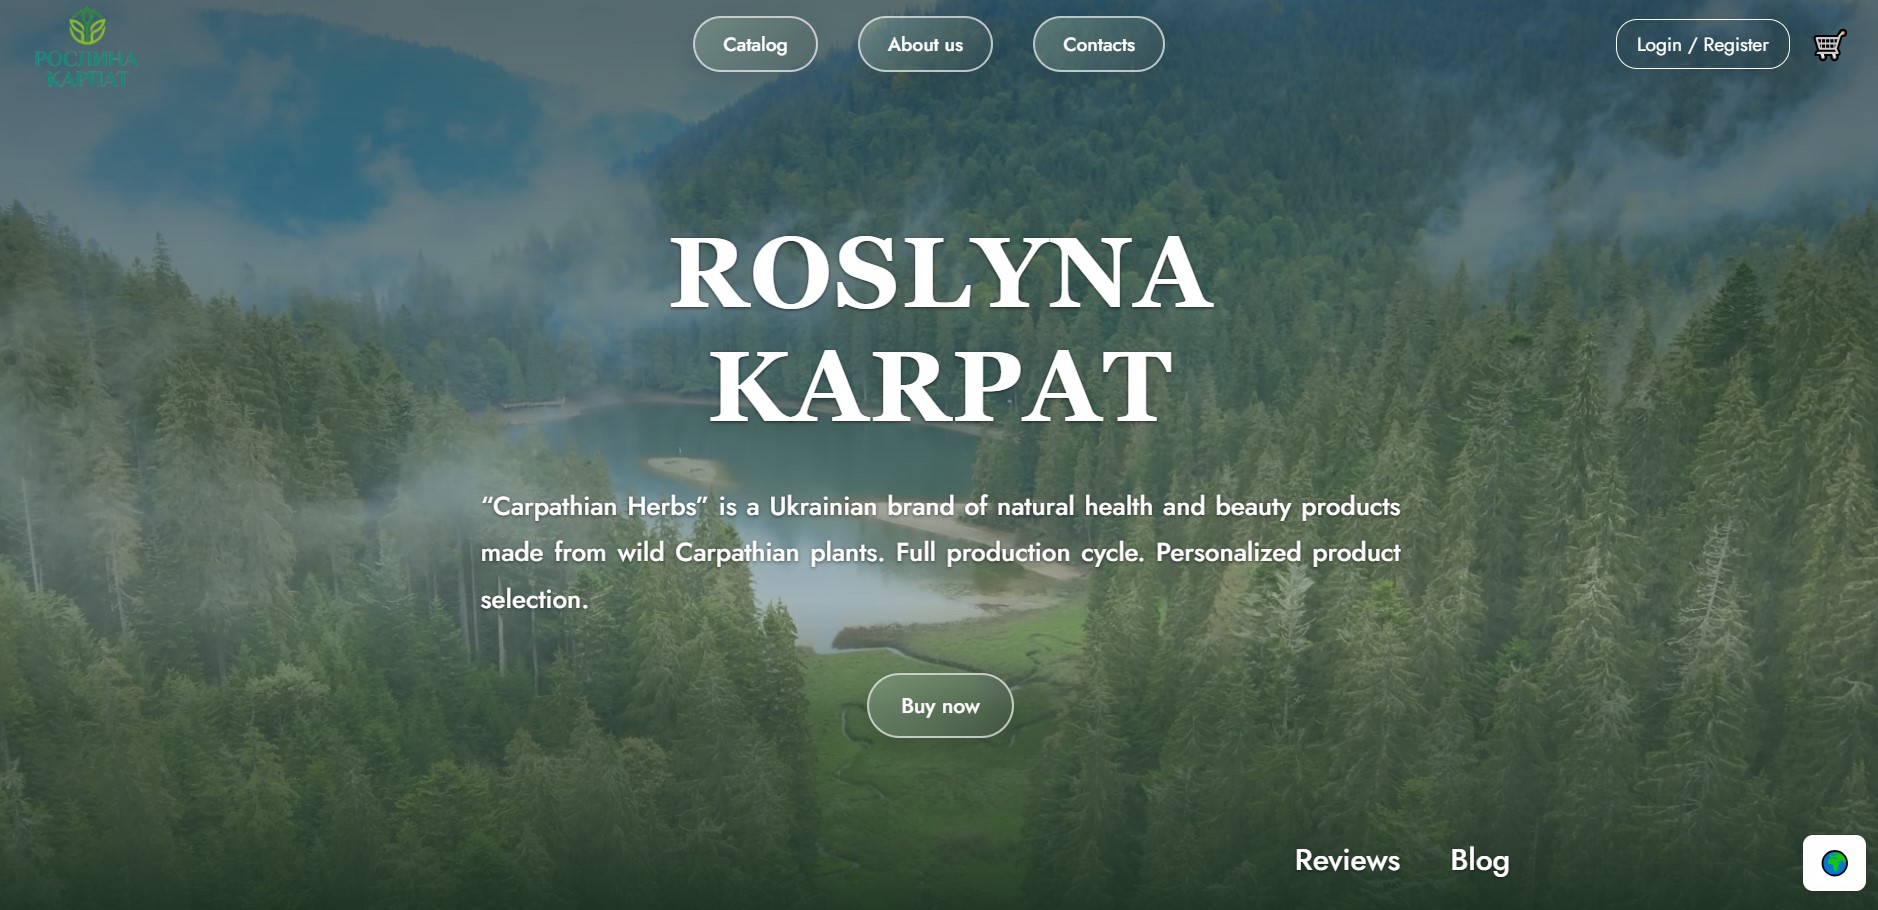 РОСЛИНА
КАРПАТ
Catalog
About us
Contacts
Login / Register
ROSLYNA
KARPAT
“Carpathian Herbs” is a Ukrainian brand of natural health and beauty products
made from wild Carpathian plants. Full production cycle. Personalized product
selection.
Buy now
Reviews
Blog